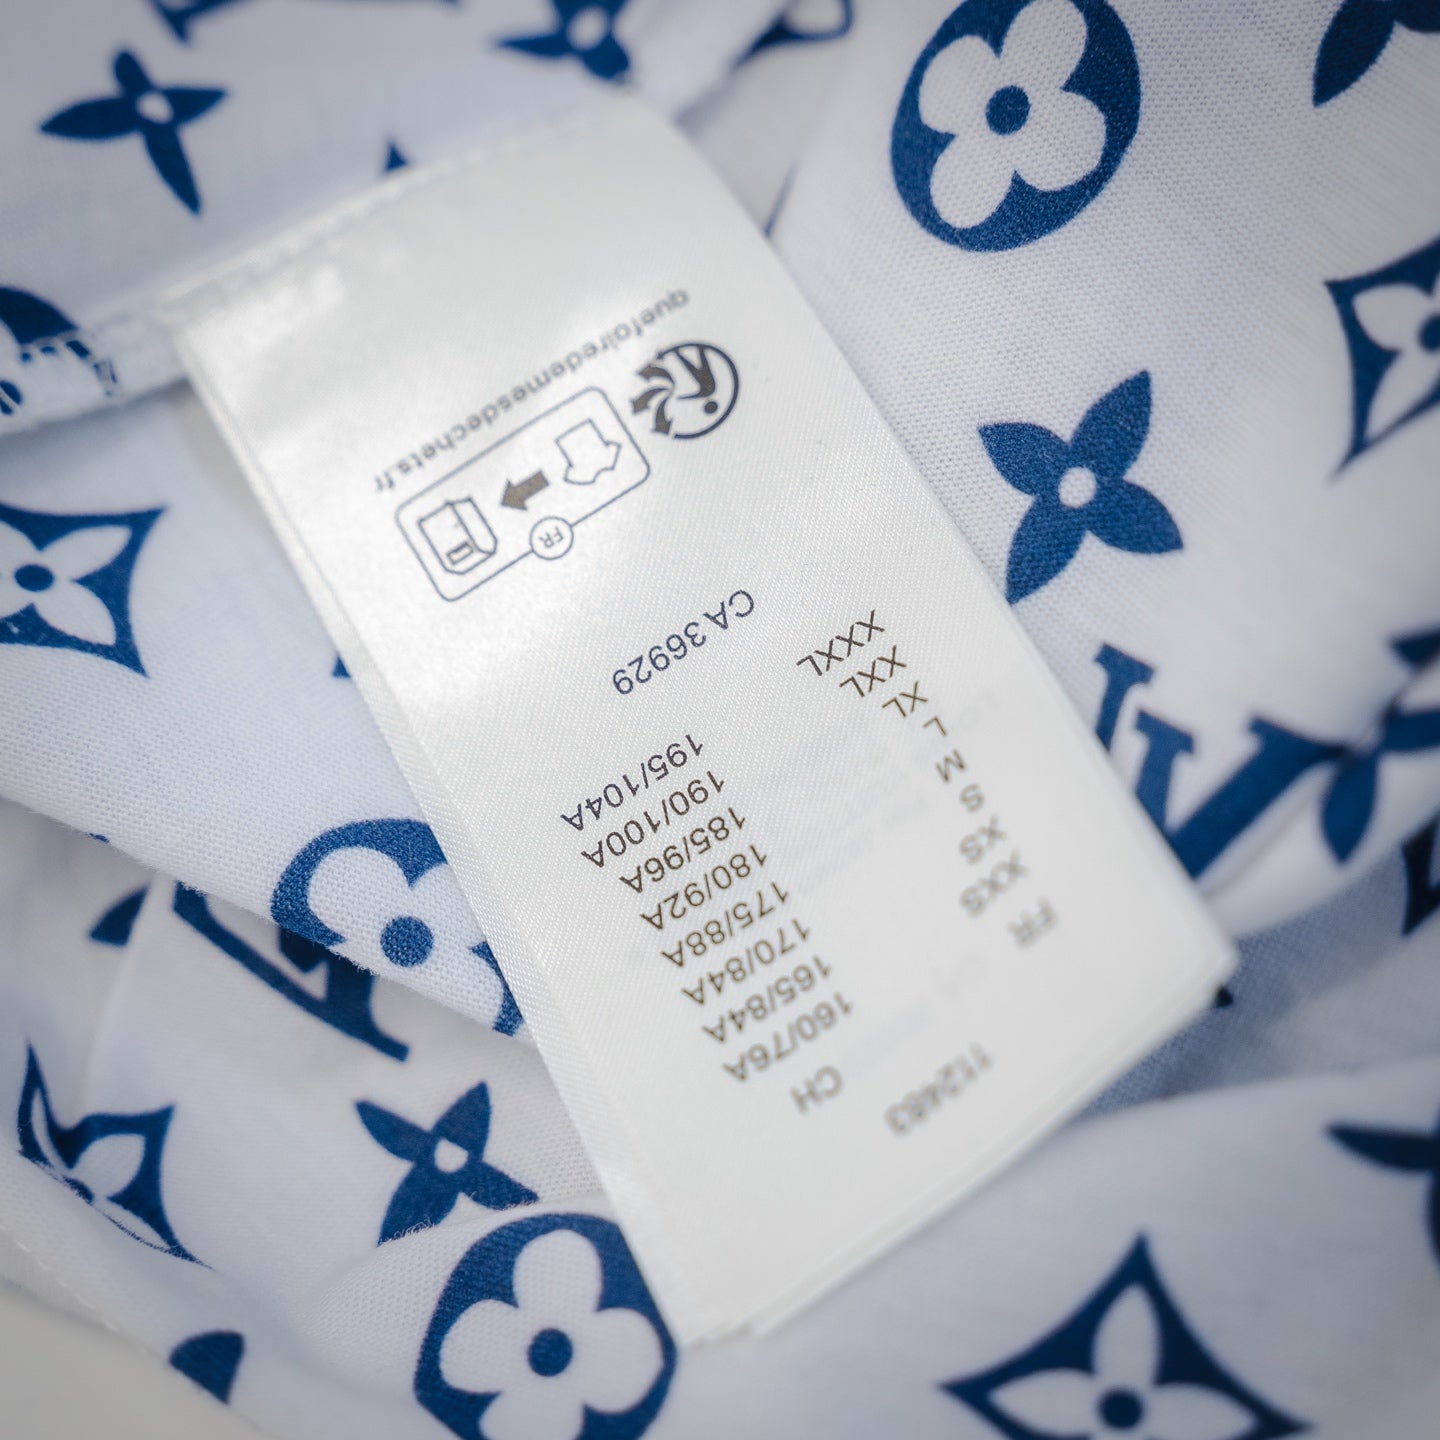 112483
FR CH
XXS 160/76A
XS 165/84A
S 170/84A
M 175/88A
L 180/92A
XL 185/96A
XXL 190/100A
XXXL 195/104A
CA 36929
FR
quefairedemesdechets.fr